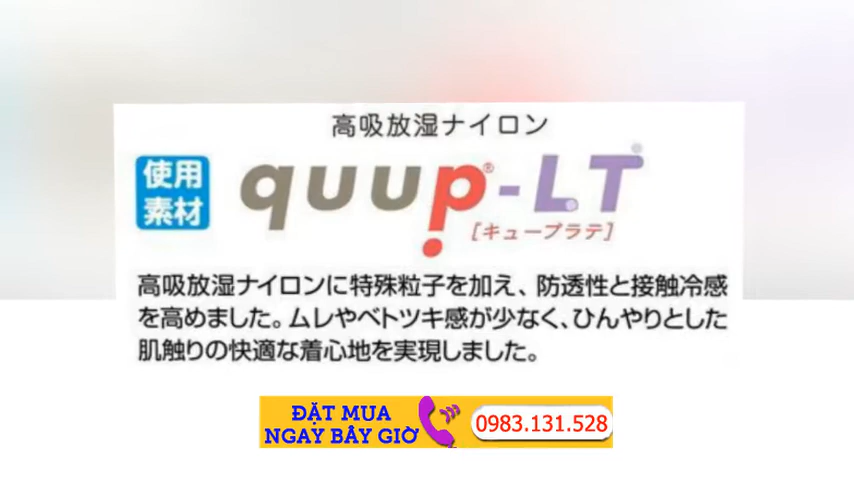 高吸放湿ナイロン
使用
素材
quup®-LT®
[キュープラテ]
高吸放湿ナイロンに特殊粒子を加え、防透性と接触冷感
を高めました。ムレやベトツキ感が少なく、ひんやりとした
肌触りの快適な着心地を実現しました。
ĐẶT MUA
NGAY BÂY GIỜ
0983.131.528